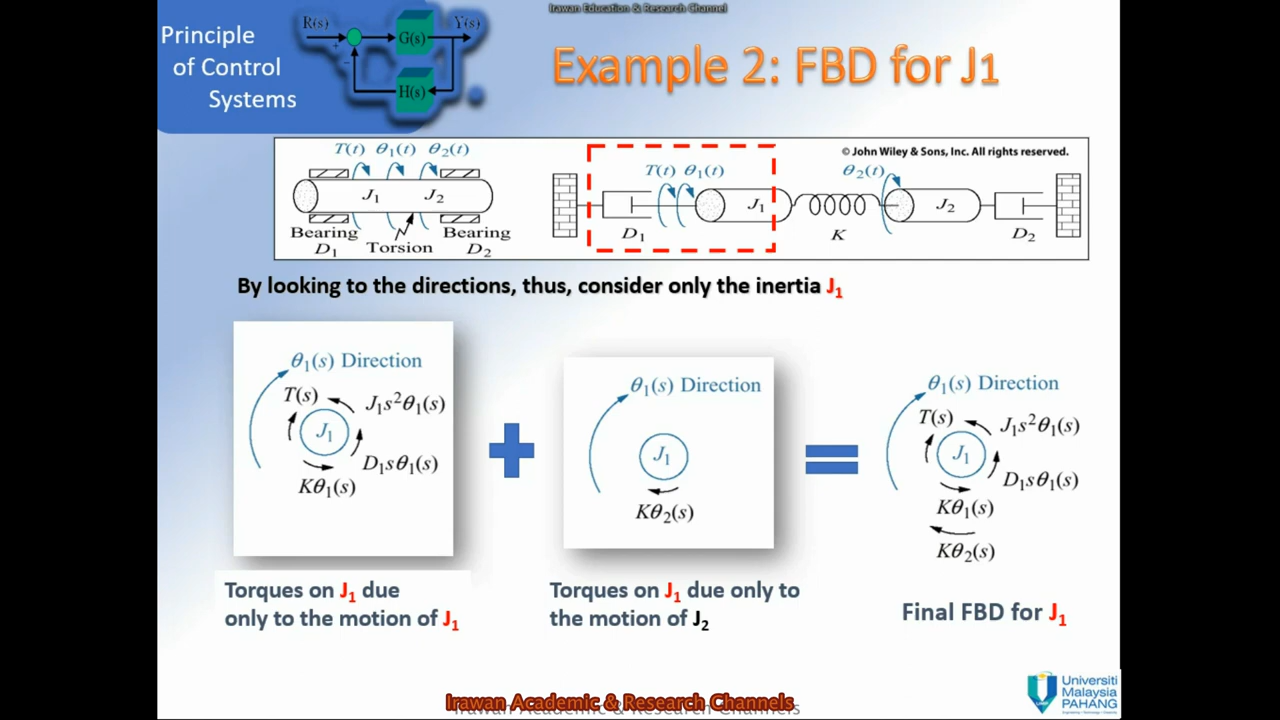 Irawan Education & Research Channel
Principle
of Control
Systems
R(s)
+
−
G(s)
Y(s)
H(s)
Example 2: FBD for J1
T(t) θ₁(t) θ₂(t)
J₁ J₂
Bearing
D₁
Torsion
Bearing
D₂
© John Wiley & Sons, Inc. All rights reserved.
T(t) θ₁(t)
θ₂(t)
D₁
J₁
K
J₂
D₂
By looking to the directions, thus, consider only the inertia J₁
θ₁(s) Direction
T(s)
J₁s²θ₁(s)
J₁
D₁sθ₁(s)
Kθ₁(s)
+
θ₁(s) Direction
J₁
Kθ₂(s)
=
θ₁(s) Direction
T(s)
J₁s²θ₁(s)
J₁
D₁sθ₁(s)
Kθ₁(s)
Kθ₂(s)
Torques on J₁ due
only to the motion of J₁
Torques on J₁ due only to
the motion of J₂
Final FBD for J₁
Irawan Academic & Research Channels
Irawan Academic & Research Channels
Universiti
Malaysia
PAHANG